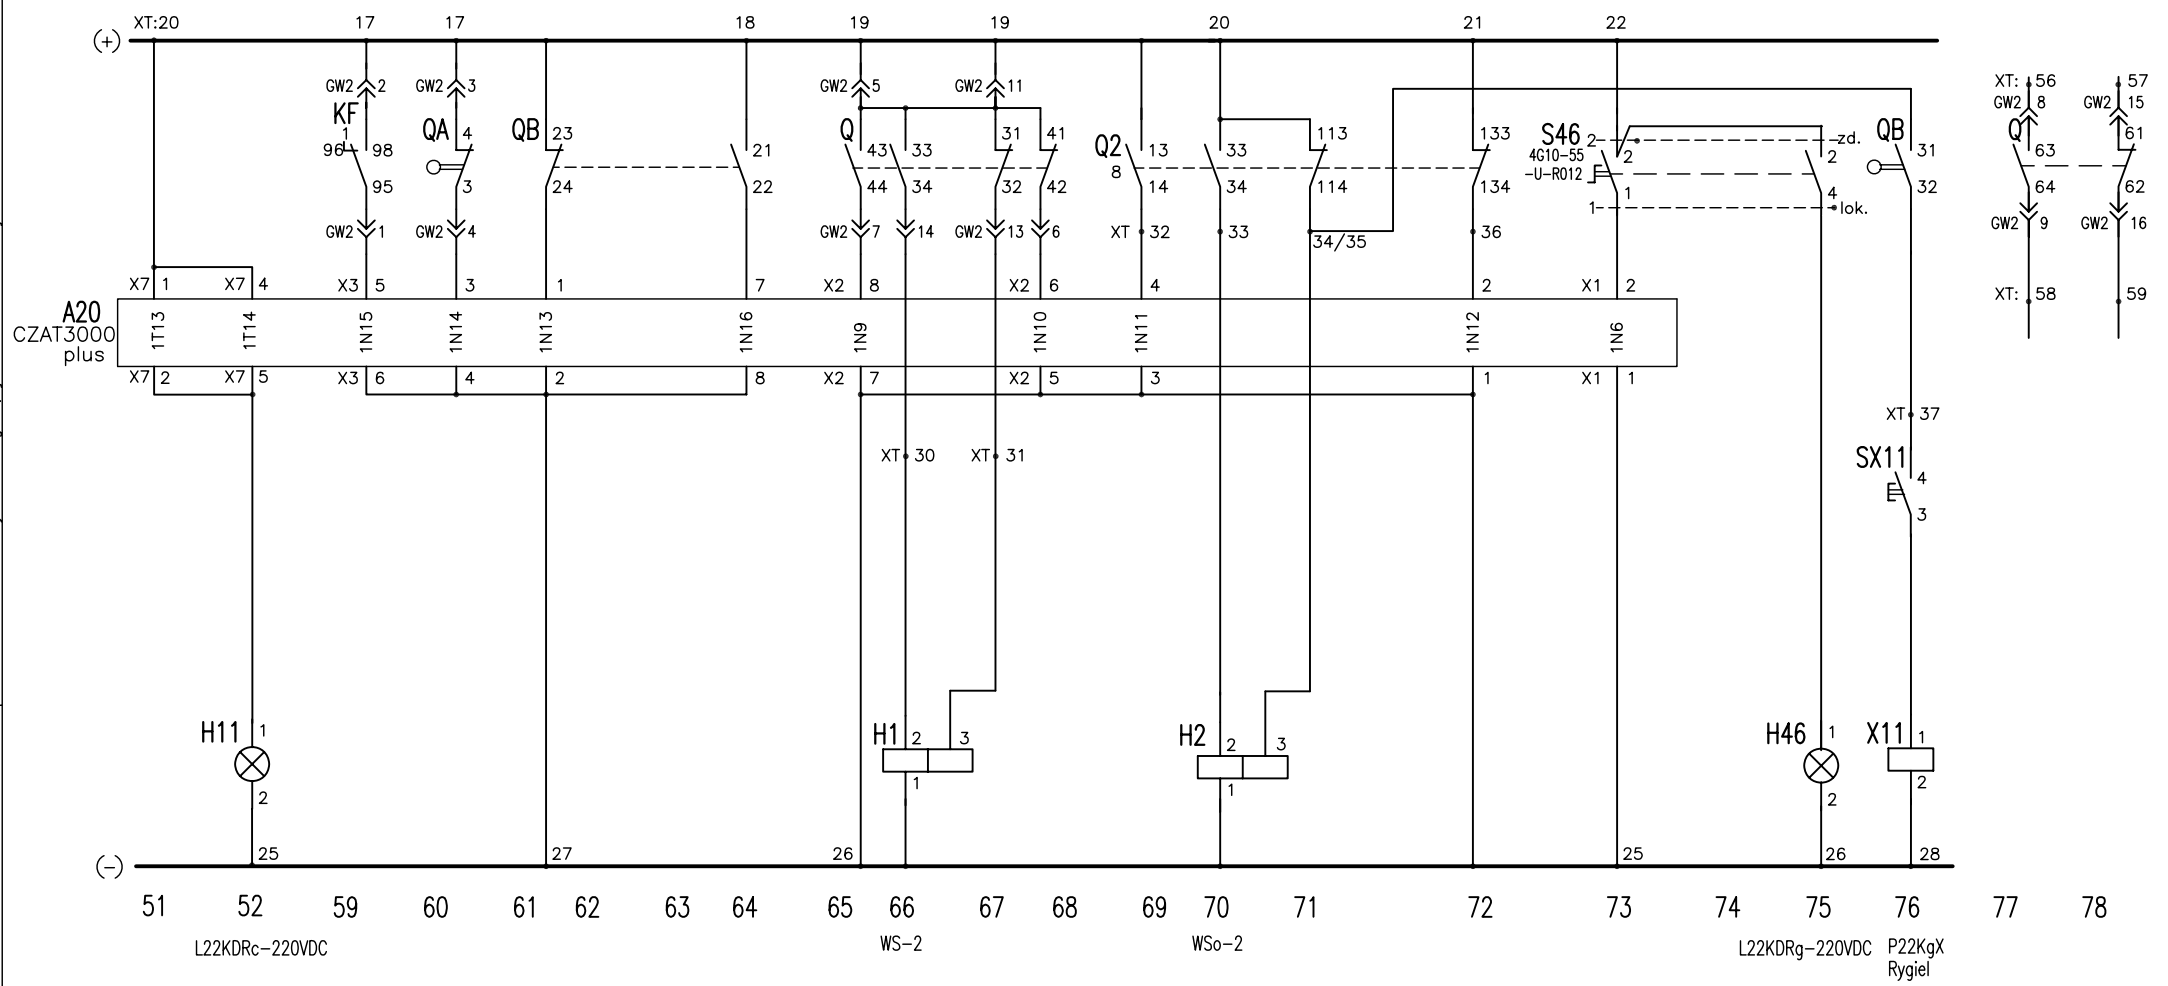 XT:20 17 17 18 19 19 20 21 22
(+)
GW2 2 GW2 3 GW2 5 GW2 11
XT: 56 57
GW2 8 GW2 15
KF QA QB Q Q2 S46 QB Q
1 4 23 31 41 113 133 2 zd. 61
96 98 21 43 33 13 33 4G10-55 2 2 31 63
8 -U-R012
95 3 24 22 44 34 32 42 14 34 114 134 1 4 32 64 62
1 lok.
GW2 1 GW2 4 GW2 7 14 GW2 13 6 XT 32 33 34/35 36 GW2 9 GW2 16
X7 1 X7 4 X3 5 3 1 7 X2 8 X2 6 4 2 X1 2 XT: 58 59
A20
CZAT3000
plus
1T13 1T14 1N15 1N14 1N13 1N16 1N9 1N10 1N11 1N12 1N6
X7 2 X7 5 X3 6 4 2 8 X2 7 X2 5 3 1 X1 1
XT 37
XT 30 XT 31
SX11
4
3
H11 1 H1 2 3 H2 2 3 H46 1 X11 1
2 1 1 2 2
25 27 26 25 26 28
(-)
51 52 59 60 61 62 63 64 65 66 67 68 69 70 71 72 73 74 75 76 77 78
L22KDRc-220VDC WS-2 WSo-2 L22KDRg-220VDC P22KgX
Rygiel